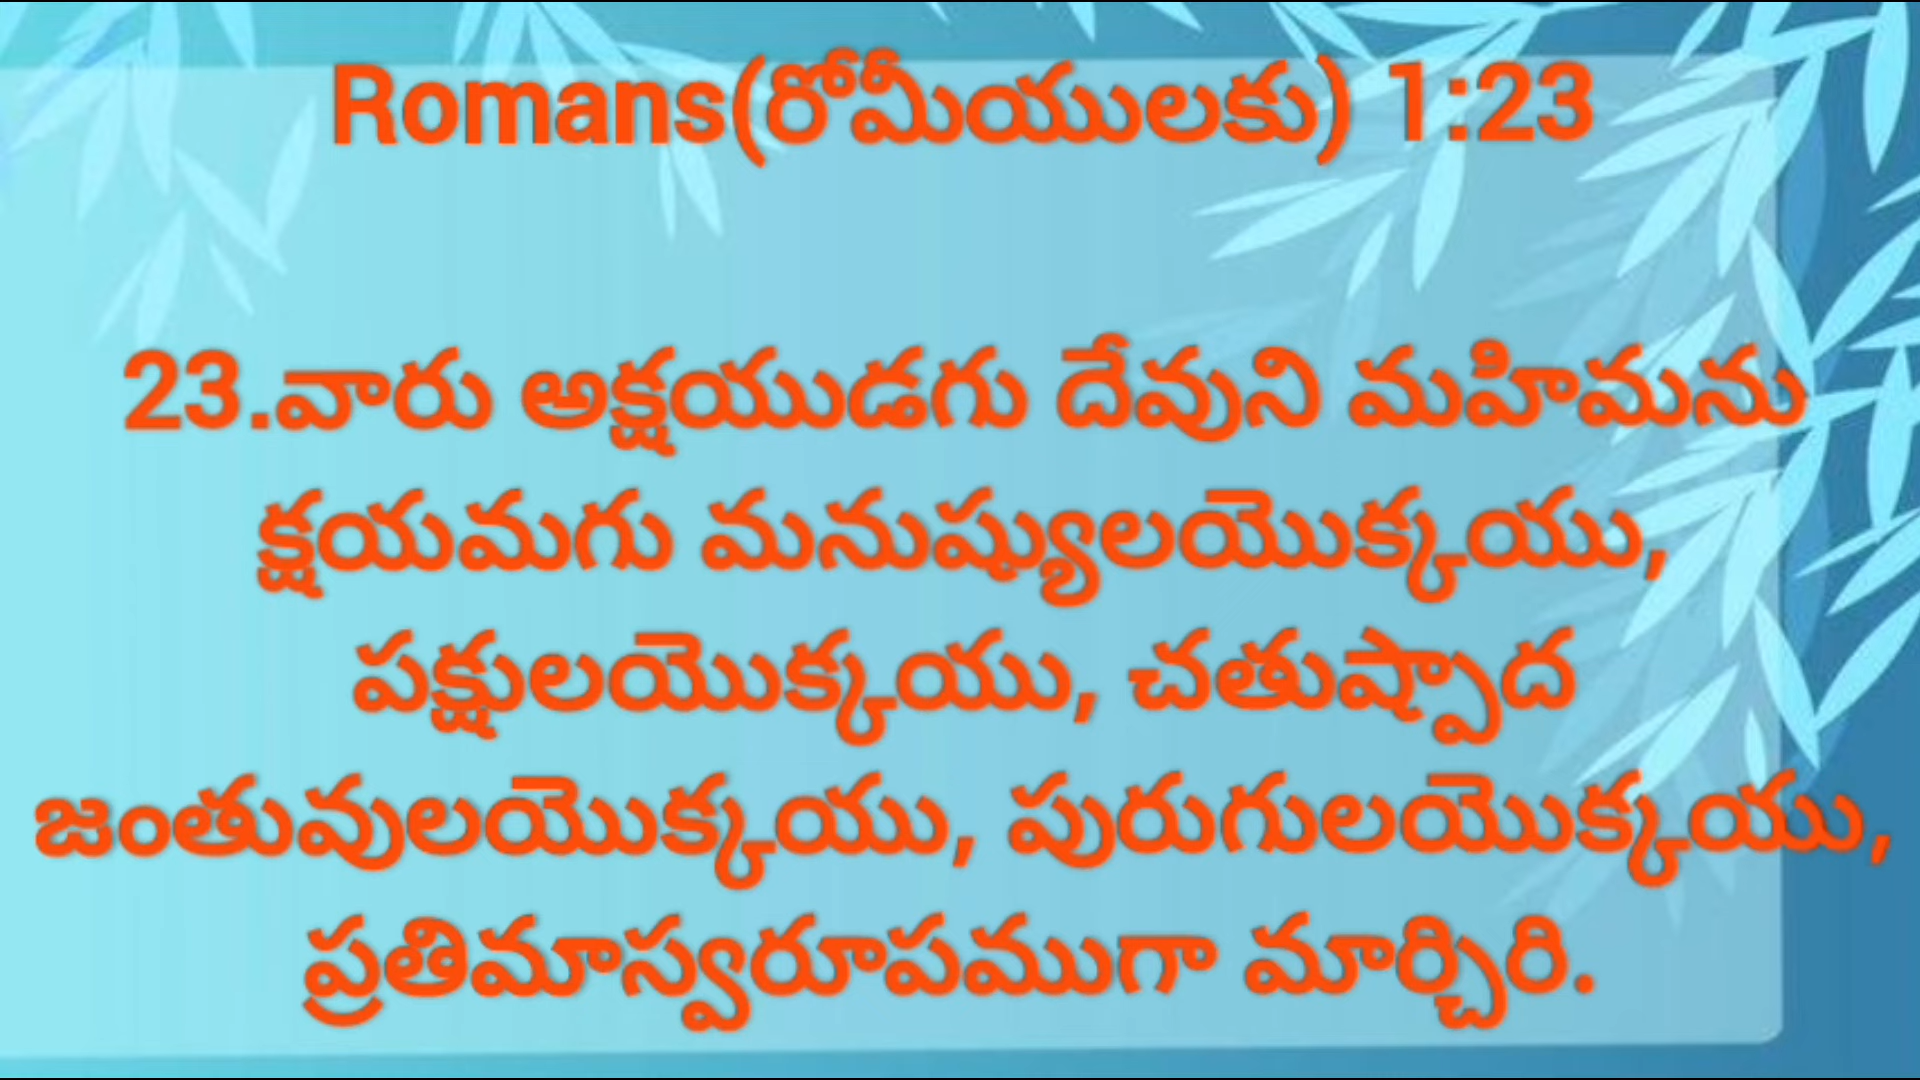 Romans(రోమీయులకు) 1:23
23.వారు అక్షయుడగు దేవుని మహిమను
క్షయమగు మనుష్యులయొక్కయు,
పక్షులయొక్కయు, చతుష్పాద
జంతువులయొక్కయు, పురుగులయొక్కయు,
ప్రతిమాస్వరూపముగా మార్చిరి.